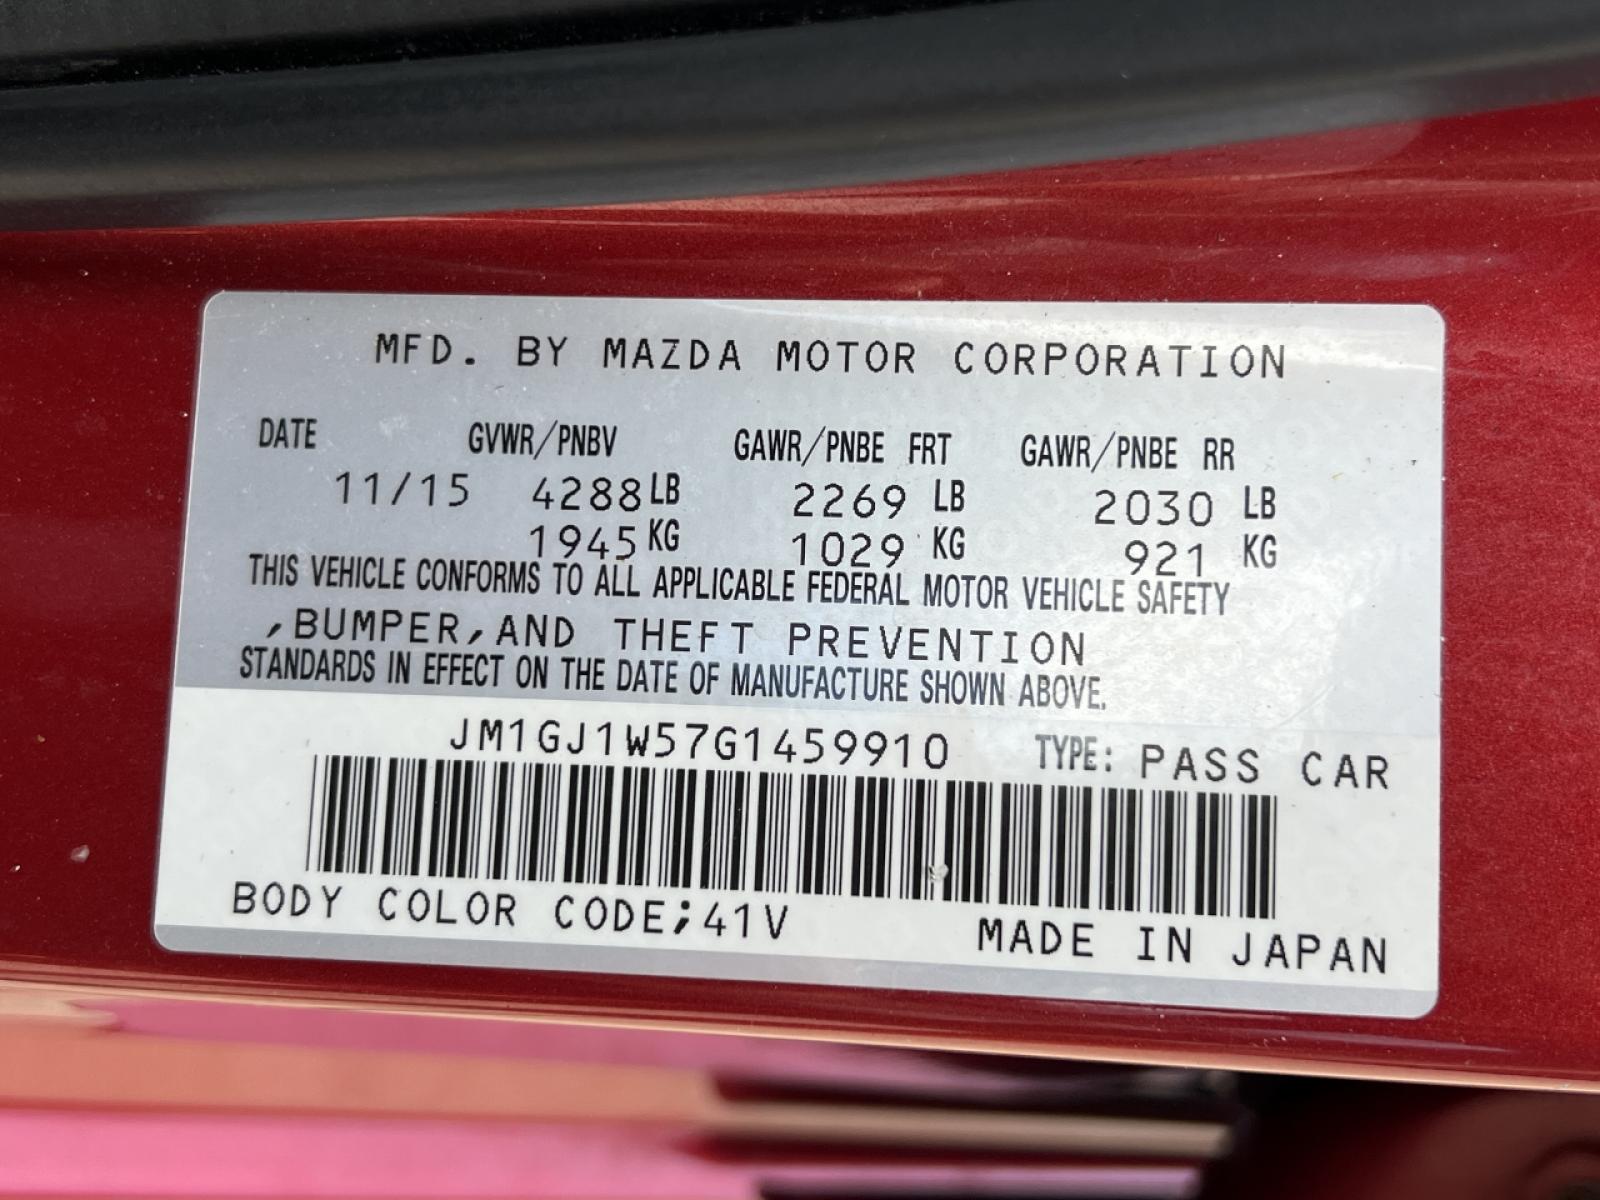 MFD. BY MAZDA MOTOR CORPORATION
DATE GVWR/PNBV GAWR/PNBE FRT GAWR/PNBE RR
11/15 4288 LB 2269 LB 2030 LB
1945 KG 1029 KG 921 KG
THIS VEHICLE CONFORMS TO ALL APPLICABLE FEDERAL MOTOR VEHICLE SAFETY
,BUMPER,AND THEFT PREVENTION
STANDARDS IN EFFECT ON THE DATE OF MANUFACTURE SHOWN ABOVE.
JM1GJ1W57G1459910 TYPE: PASS CAR
BODY COLOR CODE;41V MADE IN JAPAN